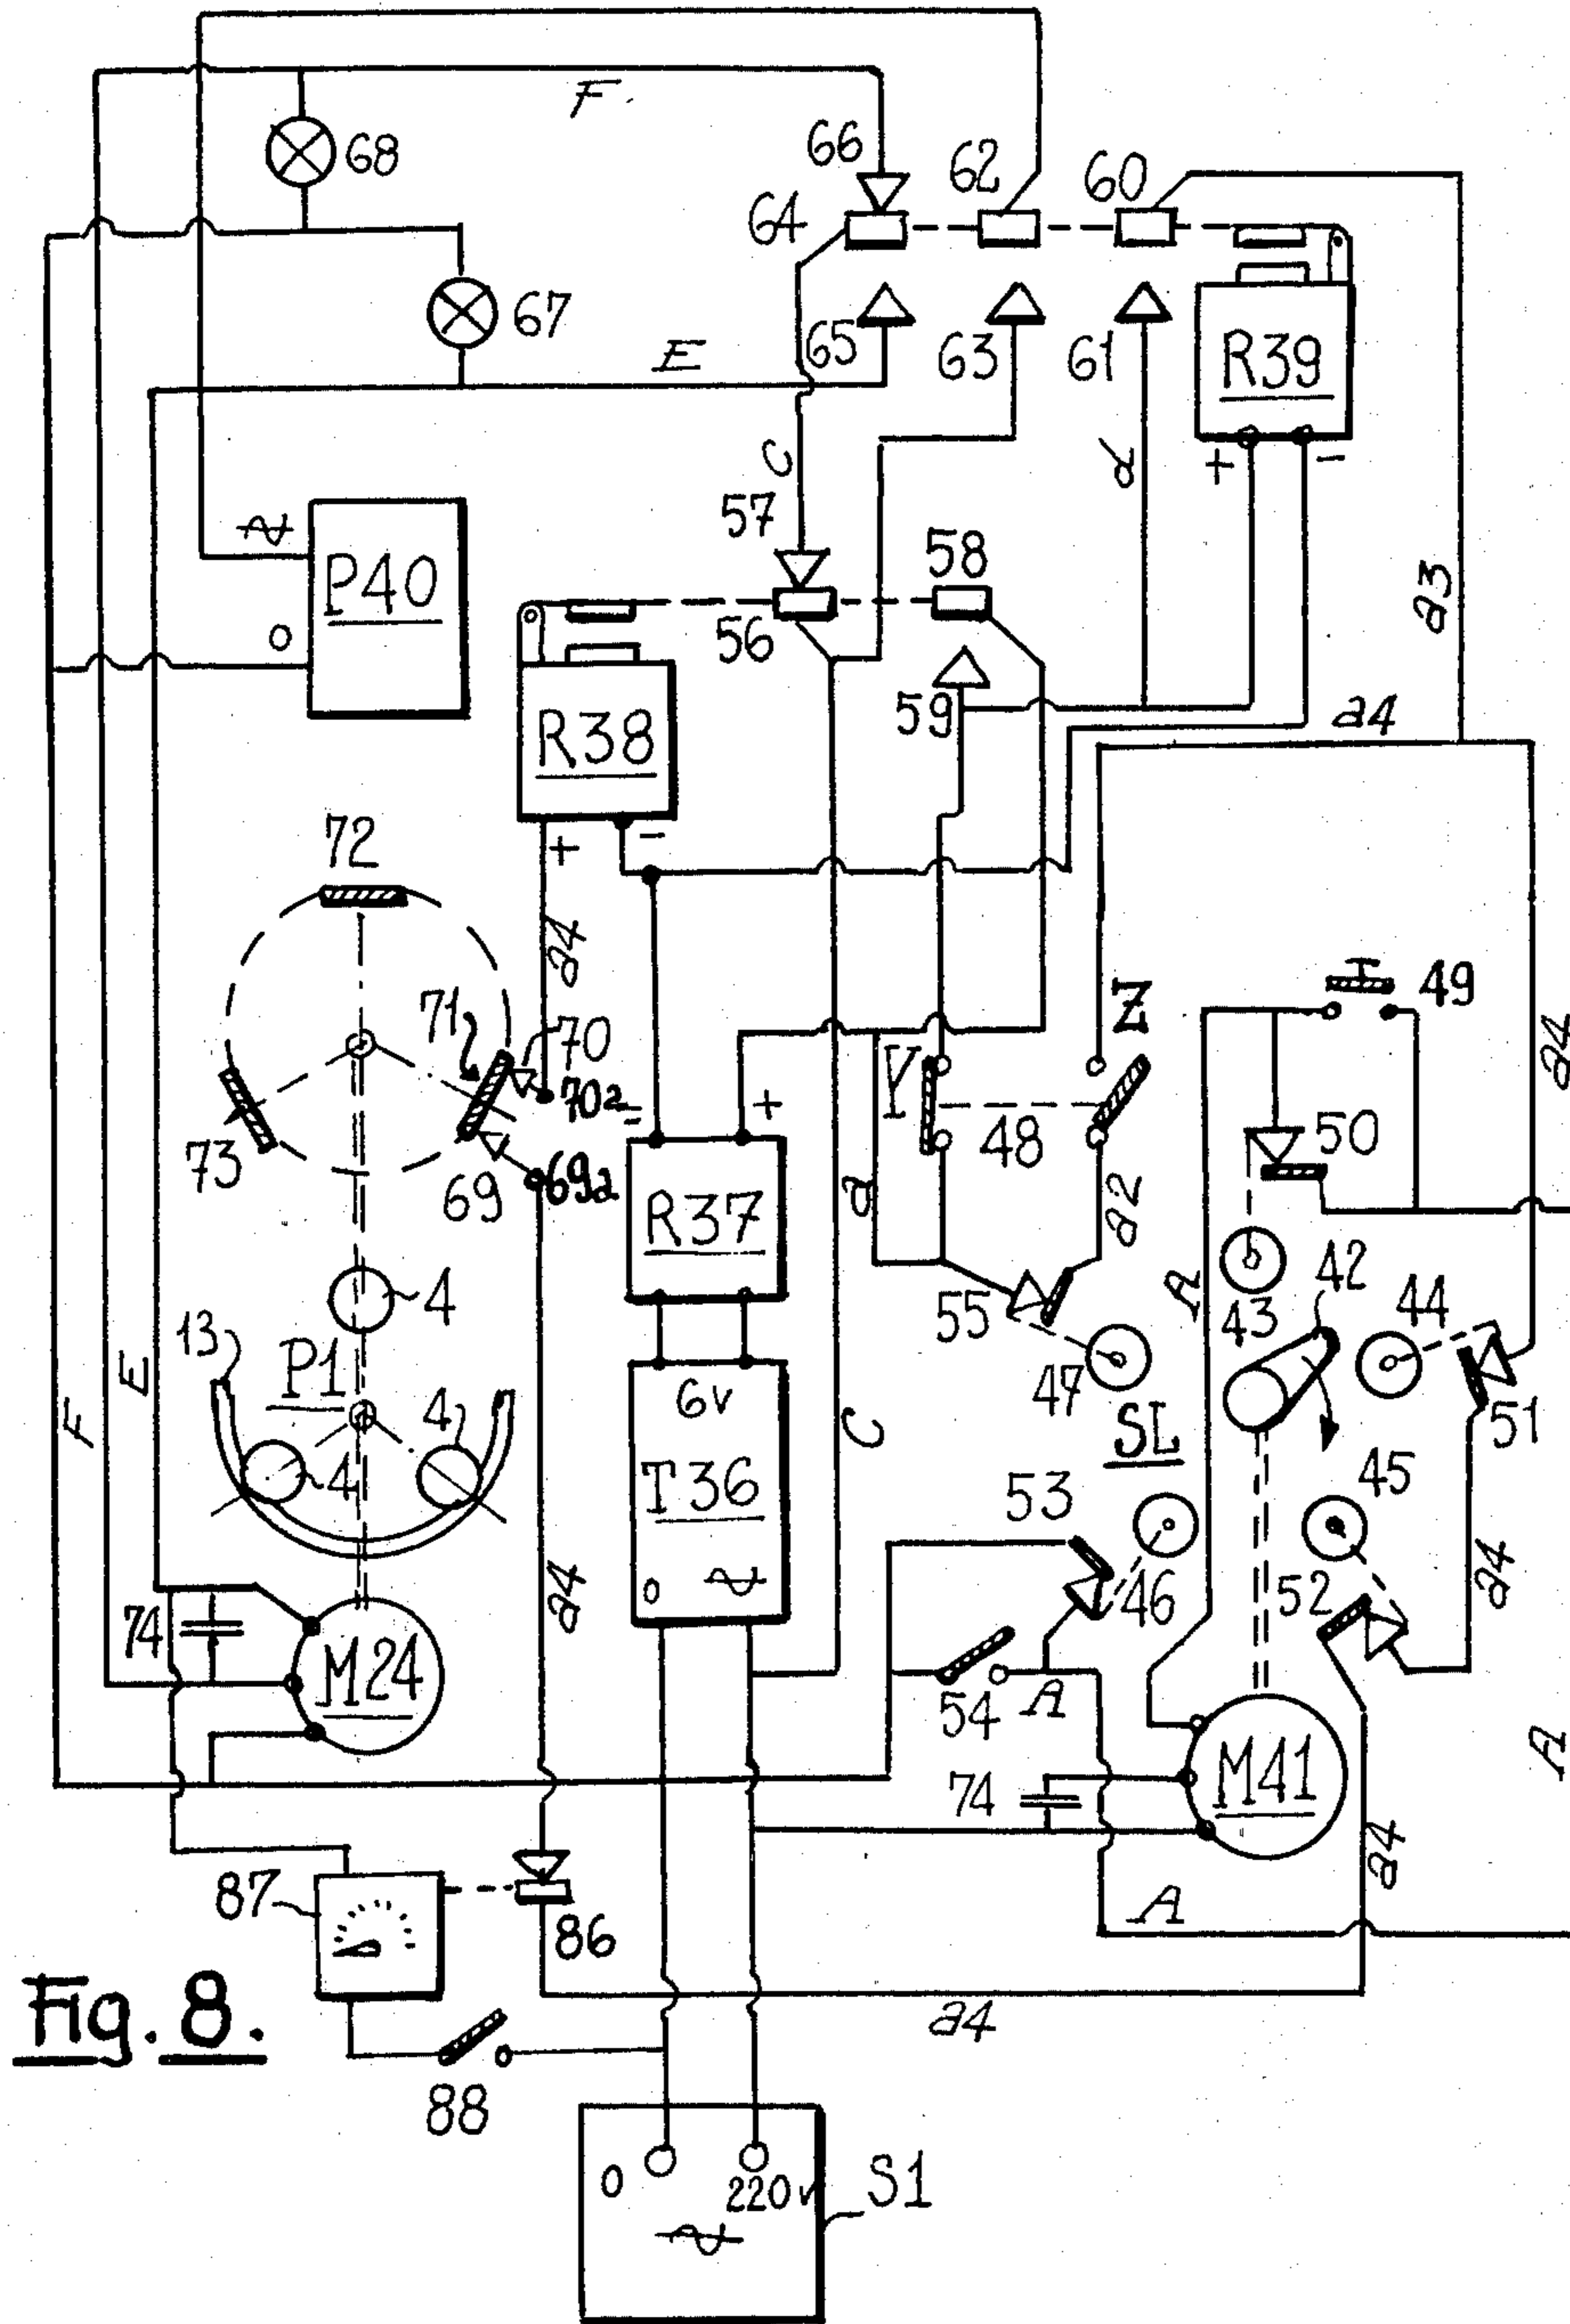 F
68
66
62
60
64
67
E
65
63
61
R39
+
-
C
d
57
58
P40
O
56
59
a3
R38
a4
+
-
72
a4
Z
49
71
70
70a
=
+
Y
48
50
a4
73
69
69a
R37
a
a2
55
A
43
42
44
4
13
P1
E
47
6v
SL
51
F
4
4
T36
C
53
45
46
52
a4
O
74
M24
a4
54
A
74
M41
A
a4
87
86
A
Fig. 8.
a4
88
O
220v
S1